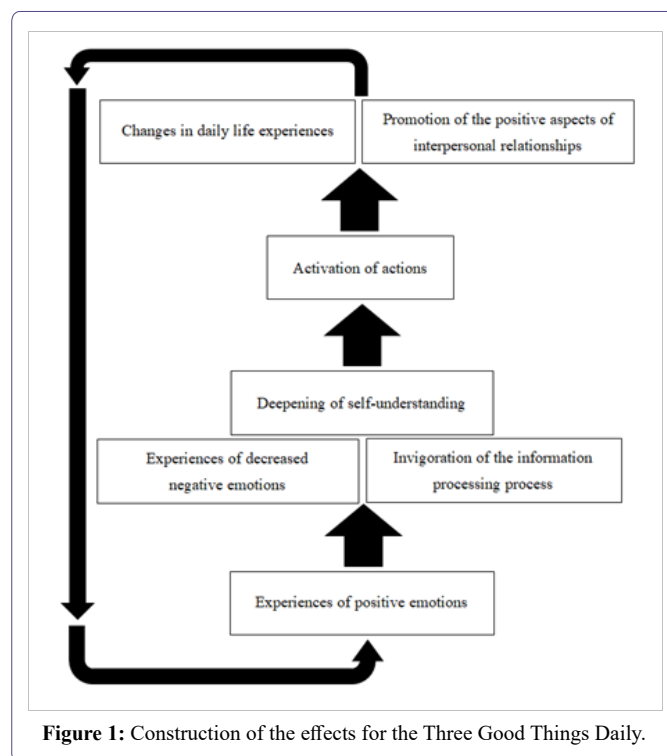 Changes in daily life experiences
Promotion of the positive aspects of
interpersonal relationships
Activation of actions
Deepening of self-understanding
Experiences of decreased
negative emotions
Invigoration of the information
processing process
Experiences of positive emotions
Figure 1: Construction of the effects for the Three Good Things Daily.